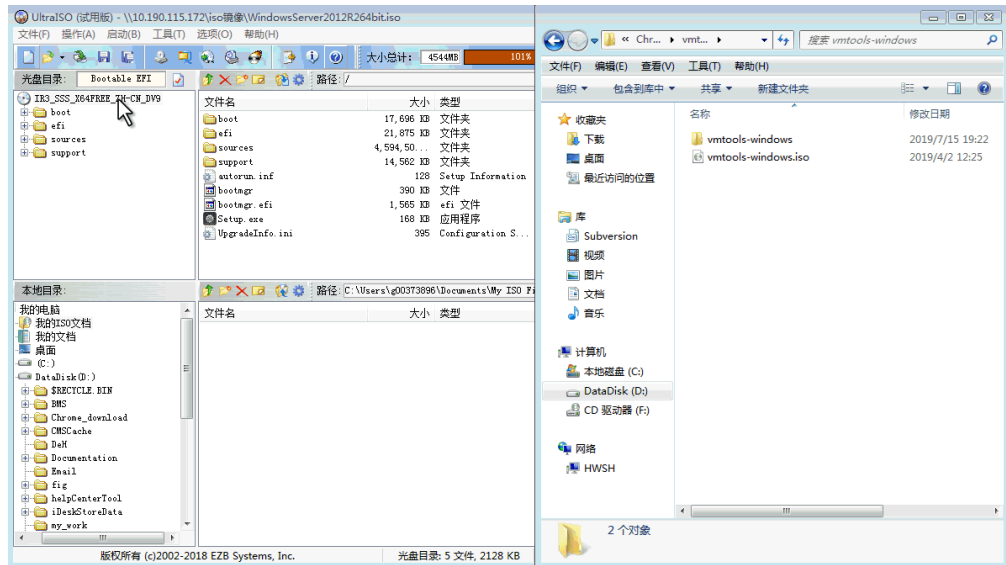 UltraISO (试用版) - \\10.190.115.172\iso镜像\WindowsServer2012R264bit.iso
文件(F) 操作(A) 启动(B) 工具(T) 选项(O) 帮助(H)
大小总计: 4544MB 101%
光盘目录: Bootable EFI 路径: /
IR3_SSS_X64FREE_ZH-CN_DV9
boot
efi
sources
support
文件名 大小 类型
boot 17,696 KB 文件夹
efi 21,875 KB 文件夹
sources 4,594,50... 文件夹
support 14,562 KB 文件夹
autorun.inf 128 Setup Information
bootmgr 390 KB 文件
bootmgr.efi 1,565 KB efi 文件
Setup.exe 168 KB 应用程序
UpgradeInfo.ini 395 Configuration S...
本地目录: 路径: C:\Users\g00373896\Documents\My ISO Fi
我的电脑
我的ISO文档
我的文档
桌面
(C:)
DataDisk(D:)
$RECYCLE.BIN
BMS
Chrome_download
CMSCache
DeH
Documentation
Email
fig
helpCenterTool
iDeskStoreData
my_work
文件名 大小 类型
版权所有 (c)2002-2018 EZB Systems, Inc. 光盘目录: 5 文件, 2128 KB
« Chr... vmt... 搜索 vmtools-windows
文件(F) 编辑(E) 查看(V) 工具(T) 帮助(H)
组织 包含到库中 共享 新建文件夹
收藏夹
下载
桌面
最近访问的位置
库
Subversion
视频
图片
文档
音乐
计算机
本地磁盘 (C:)
DataDisk (D:)
CD 驱动器 (F:)
网络
HWSH
名称 修改日期
vmtools-windows 2019/7/15 19:22
vmtools-windows.iso 2019/4/2 12:25
2 个对象